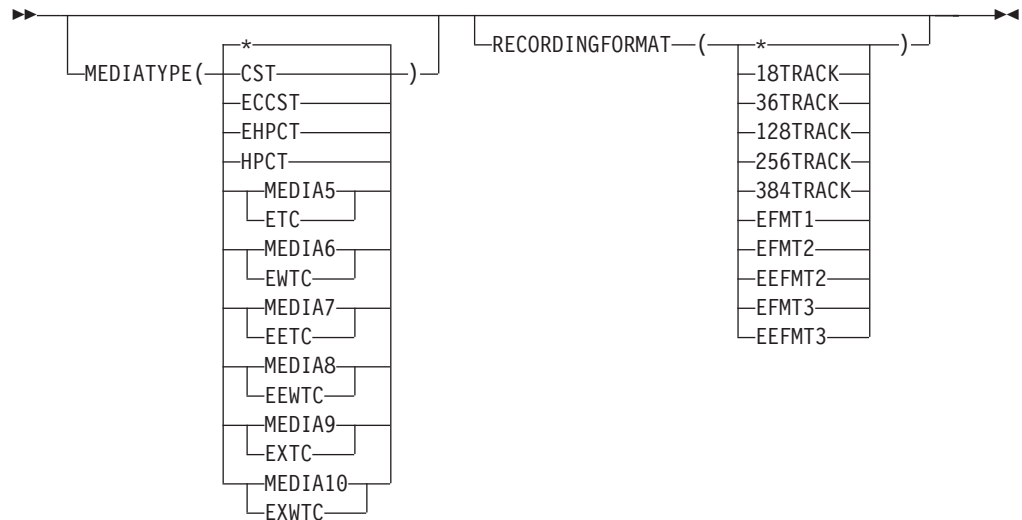 MEDIATYPE( * )
CST
ECCST
EHPCT
HPCT
MEDIA5
ETC
MEDIA6
EWTC
MEDIA7
EETC
MEDIA8
EEWTC
MEDIA9
EXTC
MEDIA10
EXWTC
RECORDINGFORMAT ( * )
18TRACK
36TRACK
128TRACK
256TRACK
384TRACK
EFMT1
EFMT2
EEFMT2
EFMT3
EEFMT3